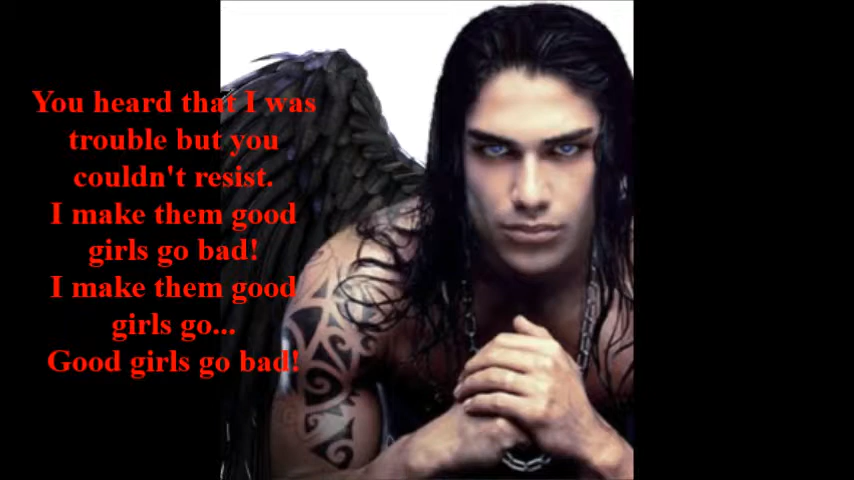 You heard that I was
trouble but you
couldn't resist.
I make them good
girls go bad!
I make them good
girls go...
Good girls go bad!